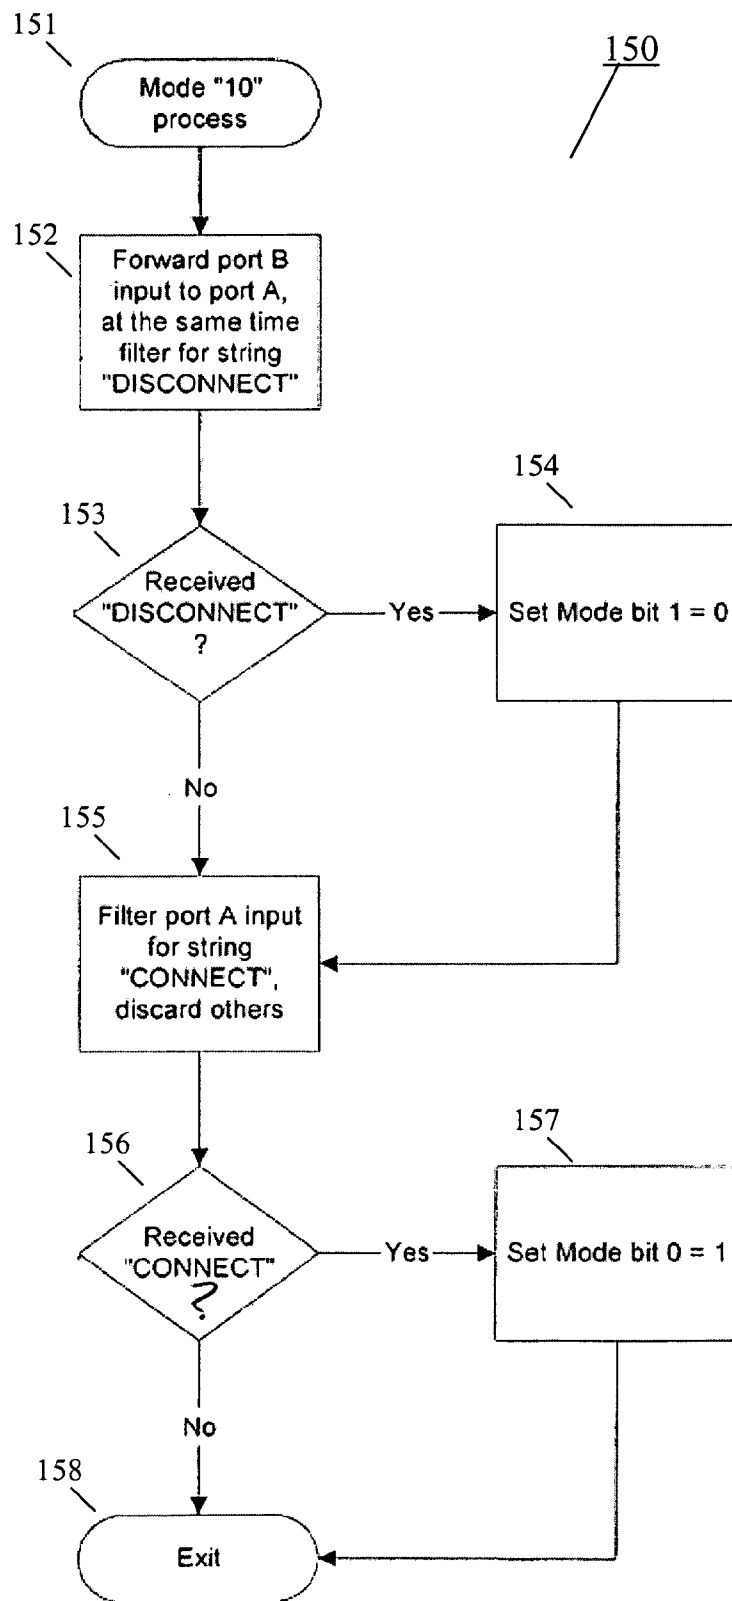 151
150
Mode "10"
process
152
Forward port B
input to port A,
at the same time
filter for string
"DISCONNECT"
153
154
Received
"DISCONNECT"
?
Yes
Set Mode bit 1 = 0
No
155
Filter port A input
for string
"CONNECT",
discard others
156
157
Received
"CONNECT"
?
Yes
Set Mode bit 0 = 1
No
158
Exit